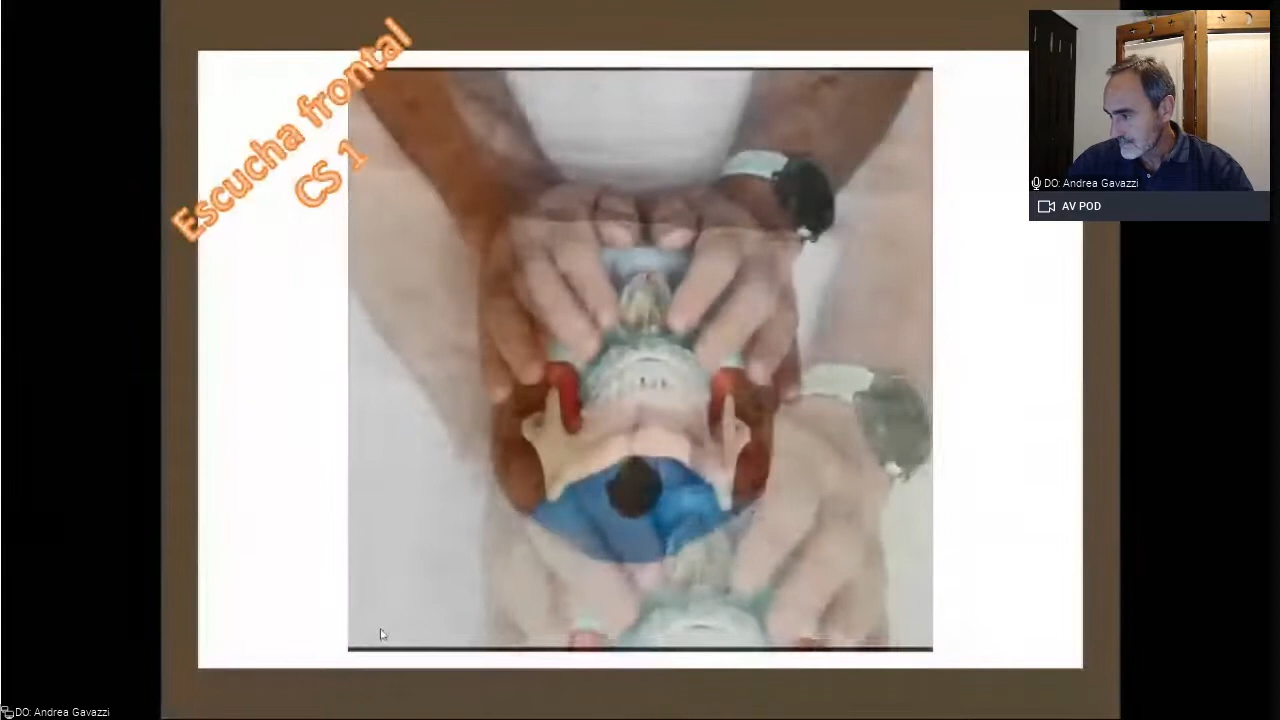 Escucha frontal
CS 1
DO: Andrea Gavazzi
AV POD
DO: Andrea Gavazzi